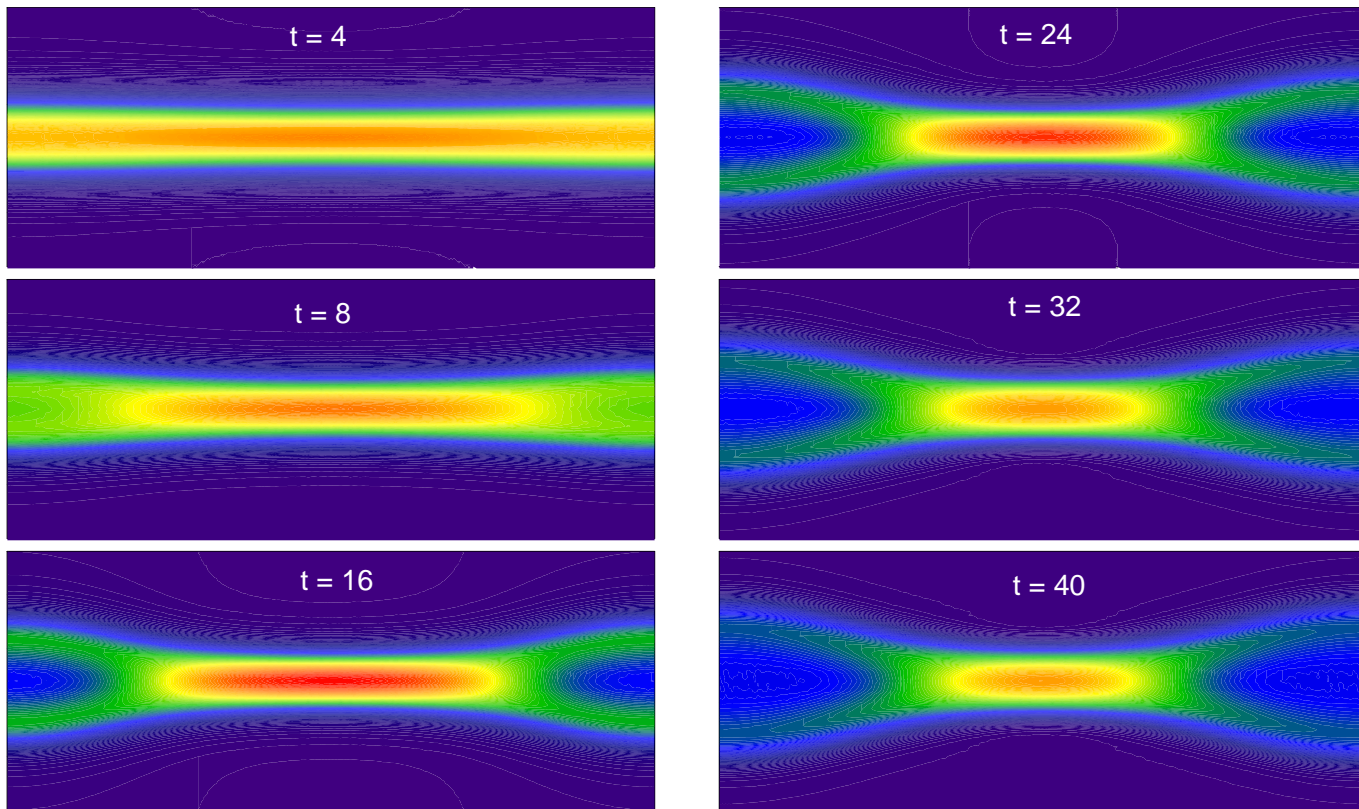 t = 4
t = 24
t = 8
t = 32
t = 16
t = 40